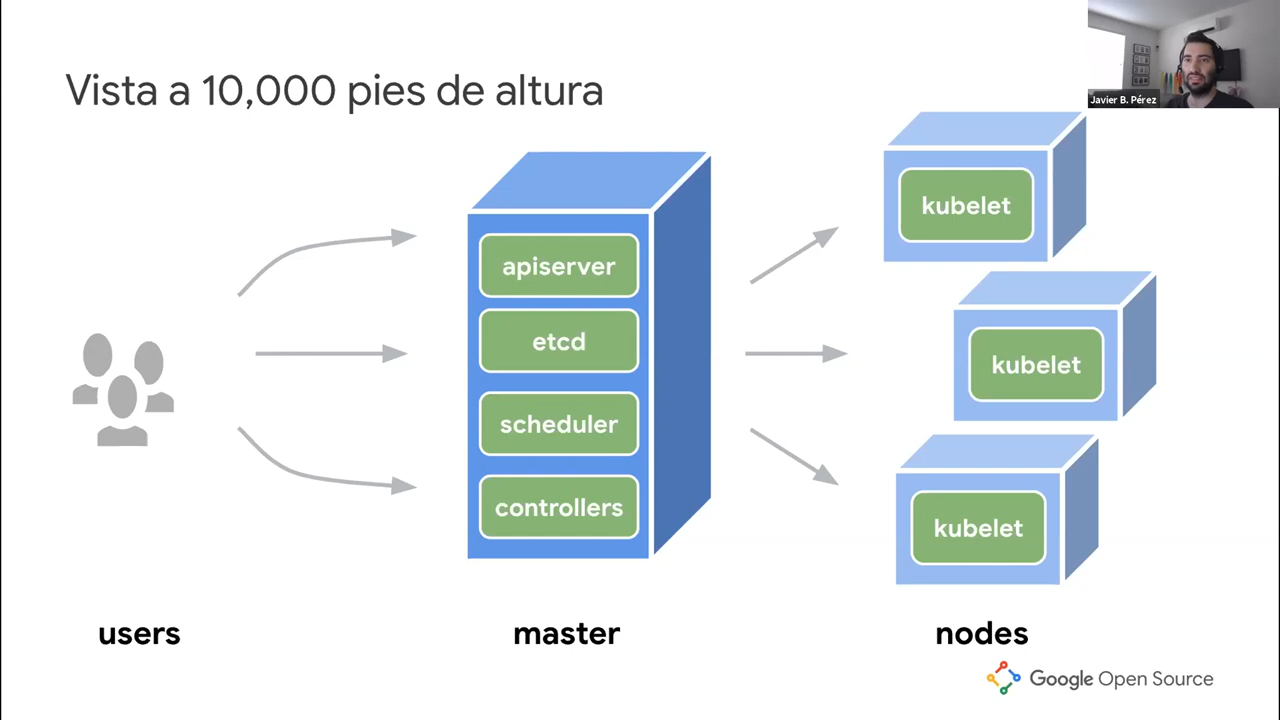 Vista a 10,000 pies de altura
Javier B. Pérez
apiserver
etcd
scheduler
controllers
kubelet
kubelet
kubelet
users
master
nodes
Google Open Source